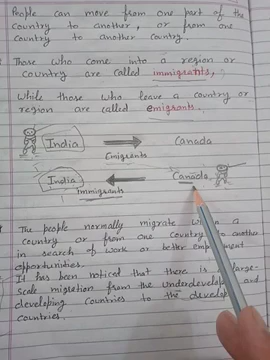 People can move from one part of the
country to another, or from one
country to another country.
Those who come into a region or
country are called immigrants,
While those who leave a country or
region are called emigrants.
India Canada
Emigrants
India Canada
Immigrants
The people normally migrate within a
country or from one country to another
in search of work or better employment
opportunities.
It has been noticed that there is large-
scale migration from the underdeveloped and
developing countries to the developed
countries.